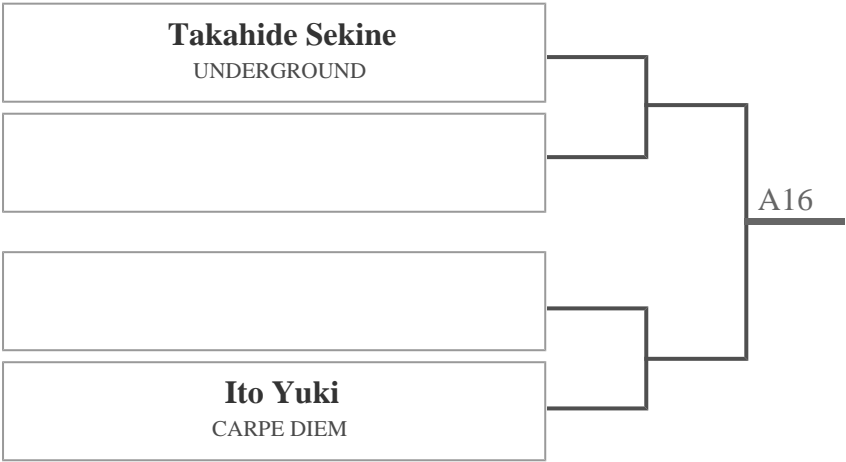 Takahide Sekine
UNDERGROUND
A16
Ito Yuki
CARPE DIEM